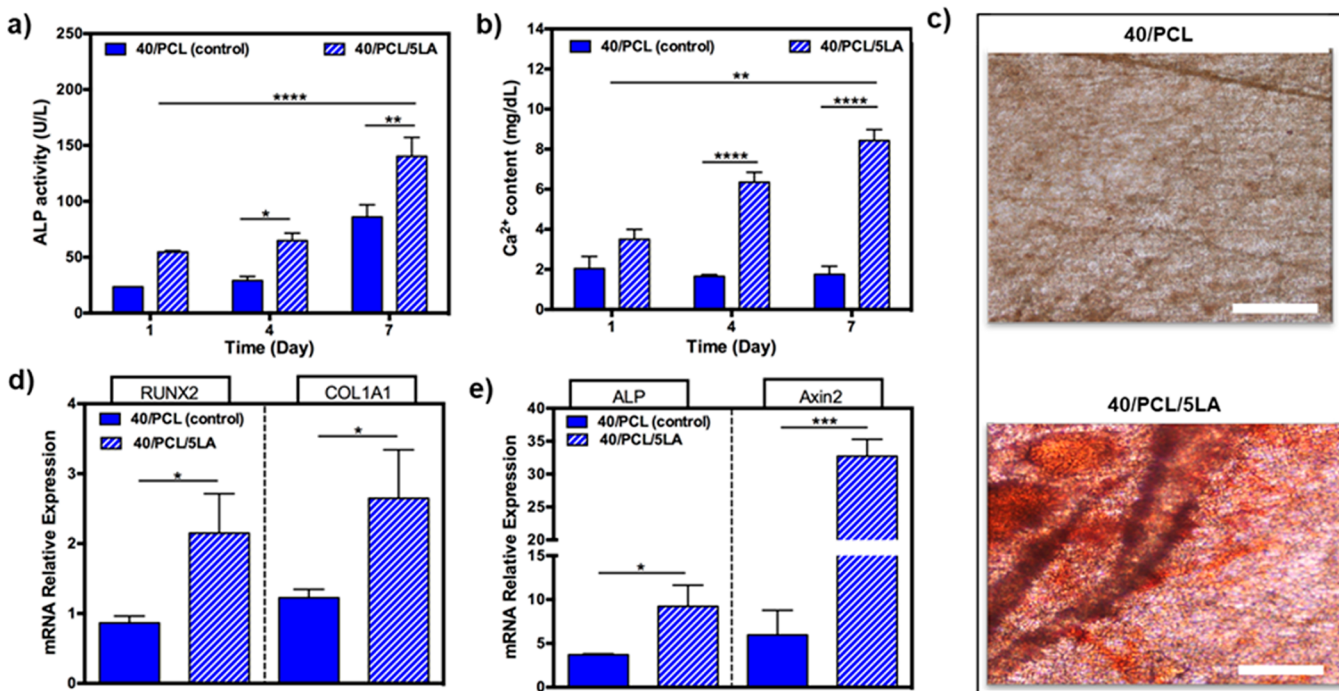 a)
250
200
150
100
50
0
ALP activity (U/L)
40/PCL (control)
40/PCL/5LA
****
**
*
1
4
7
Time (Day)
b)
14
12
10
8
6
4
2
0
Ca²⁺ content (mg/dL)
40/PCL (control)
40/PCL/5LA
**
****
****
1
4
7
Time (Day)
c)
40/PCL
40/PCL/5LA
d)
RUNX2
COL1A1
4
3
2
1
0
mRNA Relative Expression
40/PCL (control)
40/PCL/5LA
*
*
e)
ALP
Axin2
40
35
30
25
20
15
10
5
0
mRNA Relative Expression
40/PCL (control)
40/PCL/5LA
***
*